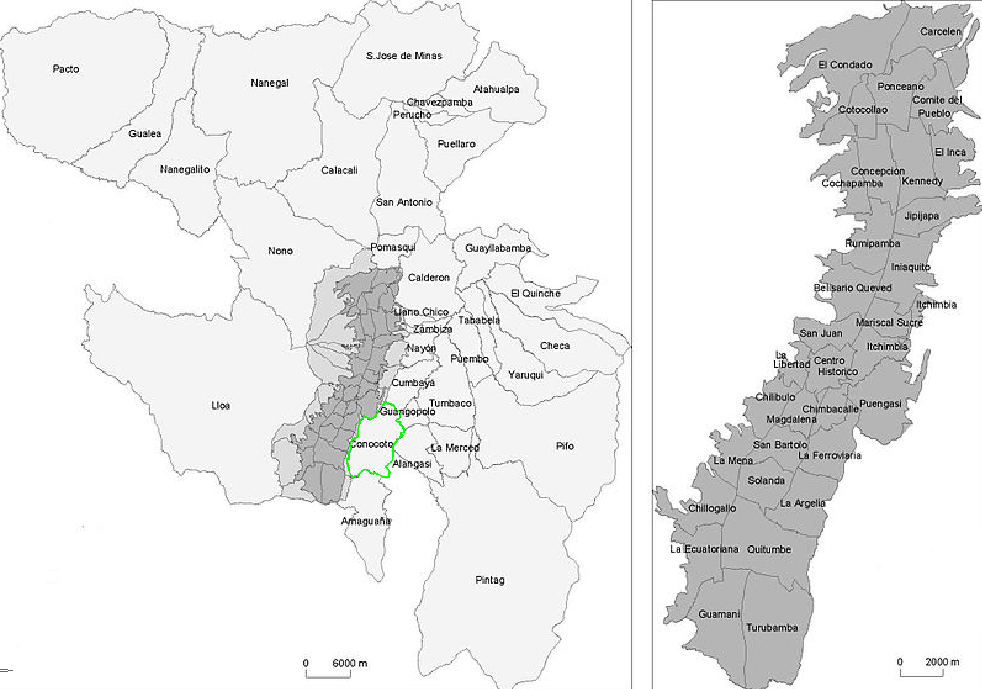 Pacto
S.Jose de Minas
Nanegal
Alahualpa
Chavezpamba
Perucho
Gualea
Puellaro
Nanegalito
Calacali
San Antonio
Nono
Pomasqui
Guayllabamba
Calderon
El Quinche
Llano Chico
Tababela
Zambiza
Nayón
Checa
Puembo
Yaruqui
Cumbayá
Lloa
Tumbaco
Guangopolo
Conocoto
La Merced
Pifo
Alangasi
Amaguaña
Pintag
0 6000 m
Carcelen
El Condado
Ponceano
Comite del
Pueblo
Cotocollao
El Inca
Concepcion
Cochapamba
Kennedy
Jipijapa
Rumipamba
Inisquito
Belisario Queved
Itchimbia
Mariscal Sucre
San Juan
Itchimbia
La
Libertad
Centro
Historico
Chilibulo
Chimbacalle
Puengasi
Magdalena
San Bartolo
La Ferroviaria
La Mena
Solanda
La Argelia
Chillogallo
La Ecuatoriana
Quitumbe
Guamani
Turubamba
0 2000 m